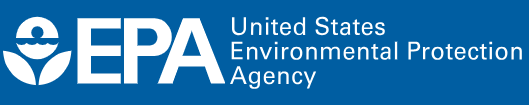 EPA
United States
Environmental Protection
Agency